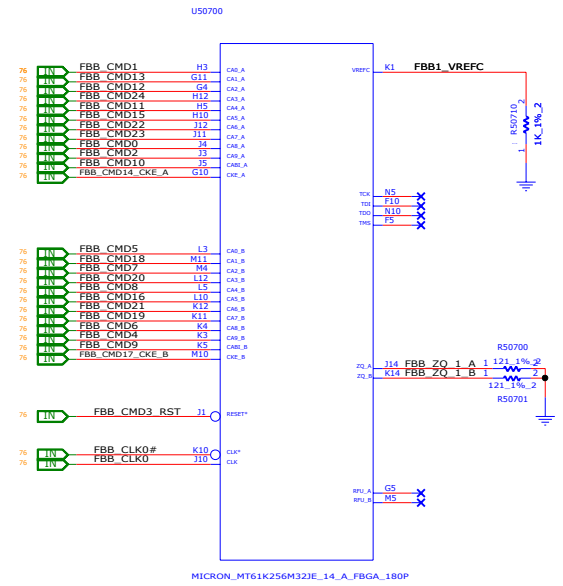 U50700
76 IN FBB_CMD1 H3 CA0_A
76 IN FBB_CMD13 G11 CA1_A
76 IN FBB_CMD12 G4 CA2_A
76 IN FBB_CMD24 H12 CA3_A
76 IN FBB_CMD11 H5 CA4_A
76 IN FBB_CMD15 H10 CA5_A
76 IN FBB_CMD22 J12 CA6_A
76 IN FBB_CMD23 J11 CA7_A
76 IN FBB_CMD0 J4 CA8_A
76 IN FBB_CMD2 J3 CA9_A
76 IN FBB_CMD10 J5 CABI_A
76 IN FBB_CMD14_CKE_A G10 CKE_A
VREFC K1 FBB1_VREFC
R50710
1K_1%_2
2
1
1
TCK N5
TDI F10
TDO N10
TMS F5
76 IN FBB_CMD5 L3 CA0_B
76 IN FBB_CMD18 M11 CA1_B
76 IN FBB_CMD7 M4 CA2_B
76 IN FBB_CMD20 L12 CA3_B
76 IN FBB_CMD8 L5 CA4_B
76 IN FBB_CMD16 L10 CA5_B
76 IN FBB_CMD21 K12 CA6_B
76 IN FBB_CMD19 K11 CA7_B
76 IN FBB_CMD6 K4 CA8_B
76 IN FBB_CMD4 K3 CA9_B
76 IN FBB_CMD9 K5 CABI_B
76 IN FBB_CMD17_CKE_B M10 CKE_B
R50700
121_1%_2
ZQ_A J14 FBB_ZQ_1_A 1 2
ZQ_B K14 FBB_ZQ_1_B 1 2
121_1%_2
R50701
76 IN FBB_CMD3_RST J1 RESET*
76 IN FBB_CLK0# K10 CLK*
76 IN FBB_CLK0 J10 CLK
RFU_A G5
RFU_B M5
MICRON_MT61K256M32JE_14_A_FBGA_180P